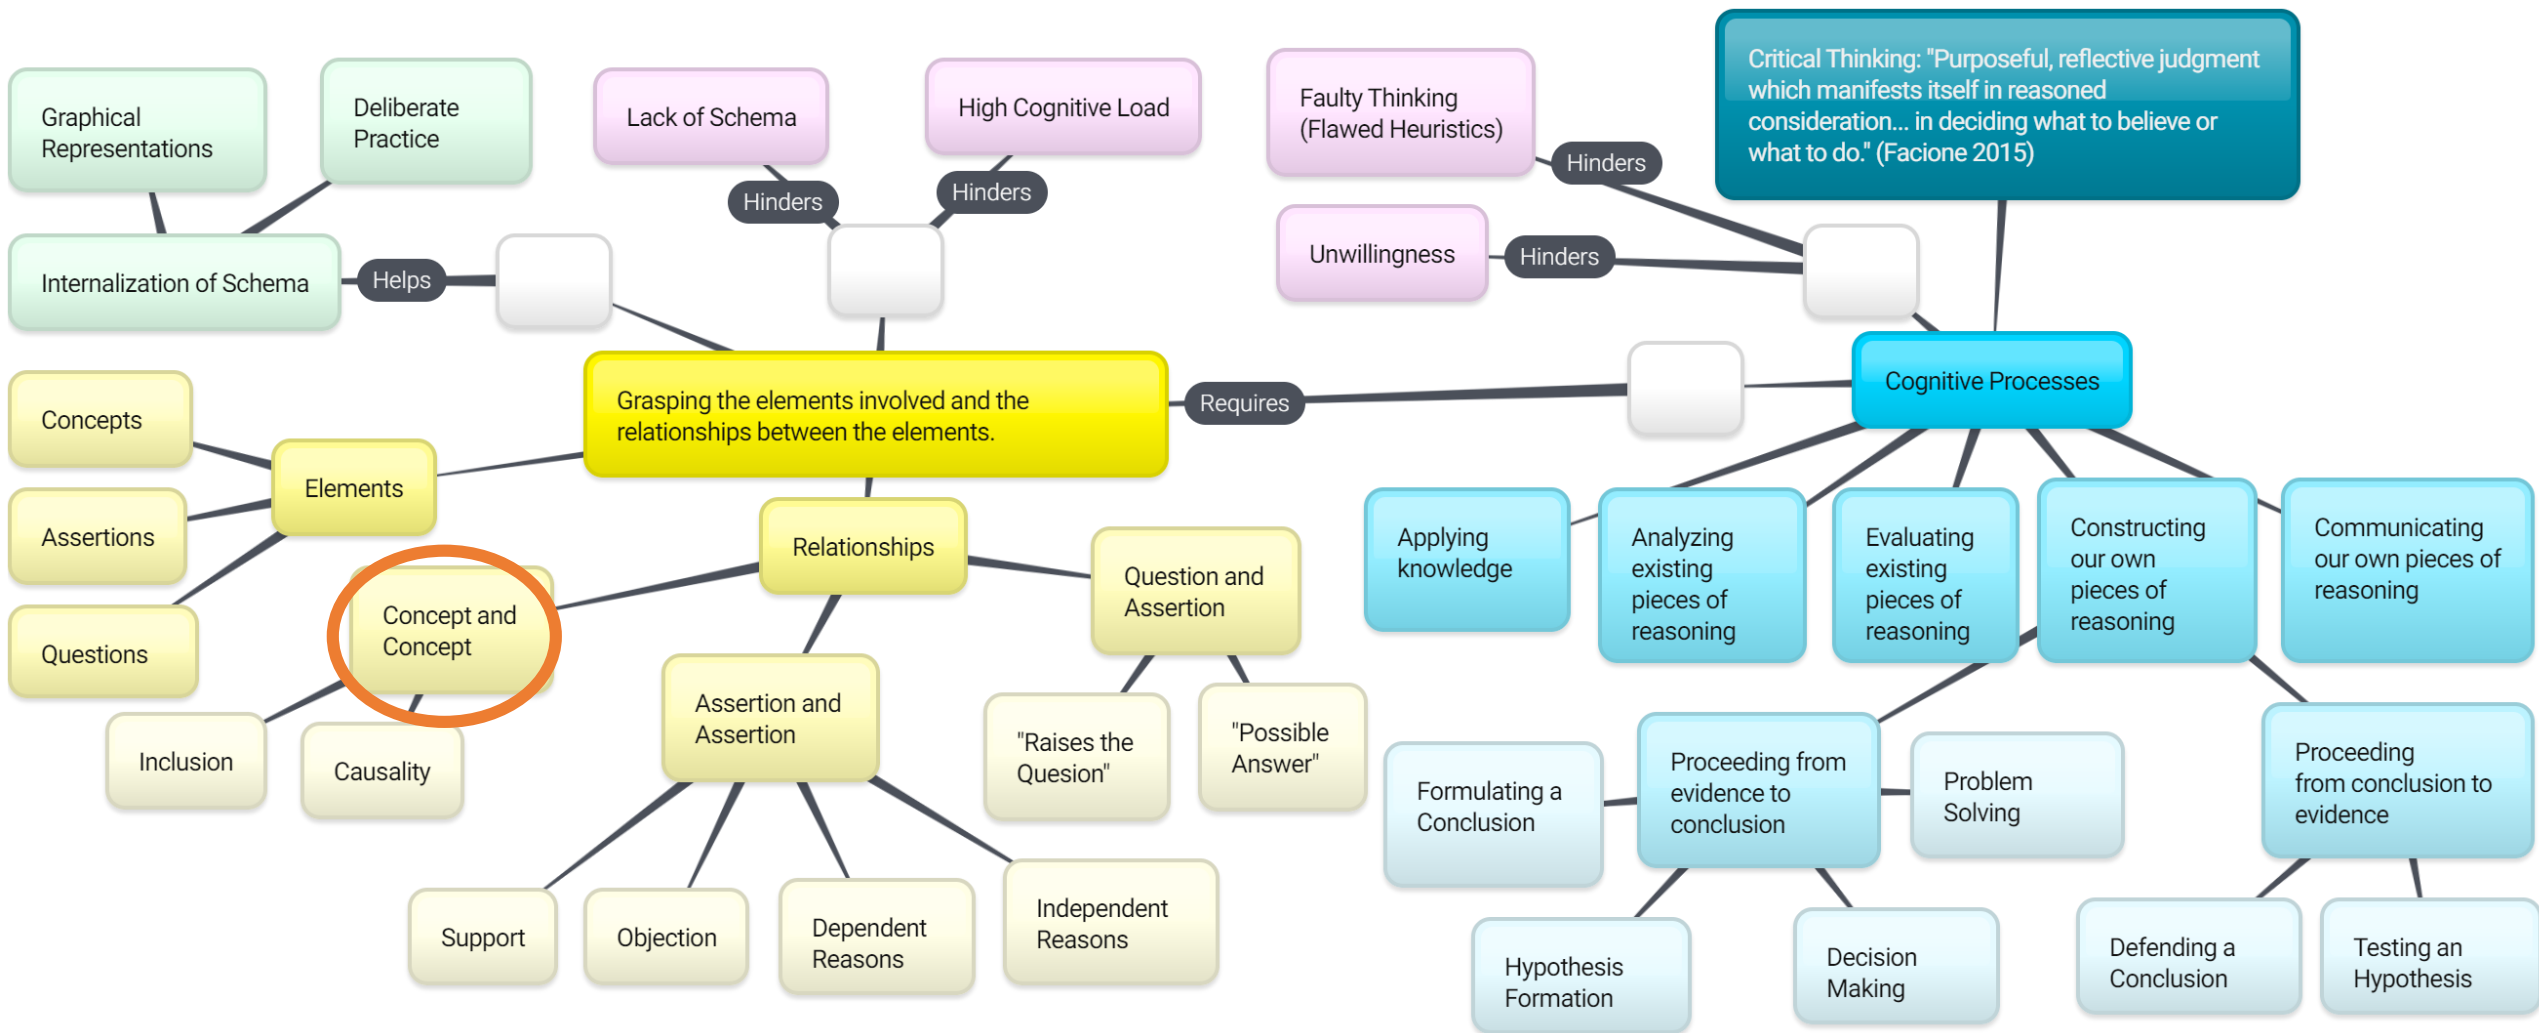 Graphical
Representations
Deliberate
Practice
Lack of Schema
High Cognitive Load
Faulty Thinking
(Flawed Heuristics)
Critical Thinking: "Purposeful, reflective judgment
which manifests itself in reasoned
consideration... in deciding what to believe or
what to do." (Facione 2015)
Hinders
Hinders
Hinders
Internalization of Schema
Helps
Unwillingness
Hinders
Grasping the elements involved and the
relationships between the elements.
Requires
Cognitive Processes
Concepts
Elements
Assertions
Questions
Relationships
Concept and
Concept
Question and
Assertion
Inclusion
Causality
Assertion and
Assertion
"Raises the
Quesion"
"Possible
Answer"
Support
Objection
Dependent
Reasons
Independent
Reasons
Applying
knowledge
Analyzing
existing
pieces of
reasoning
Evaluating
existing
pieces of
reasoning
Constructing
our own
pieces of
reasoning
Communicating
our own pieces of
reasoning
Formulating a
Conclusion
Proceeding from
evidence to
conclusion
Problem
Solving
Proceeding
from conclusion to
evidence
Hypothesis
Formation
Decision
Making
Defending a
Conclusion
Testing an
Hypothesis